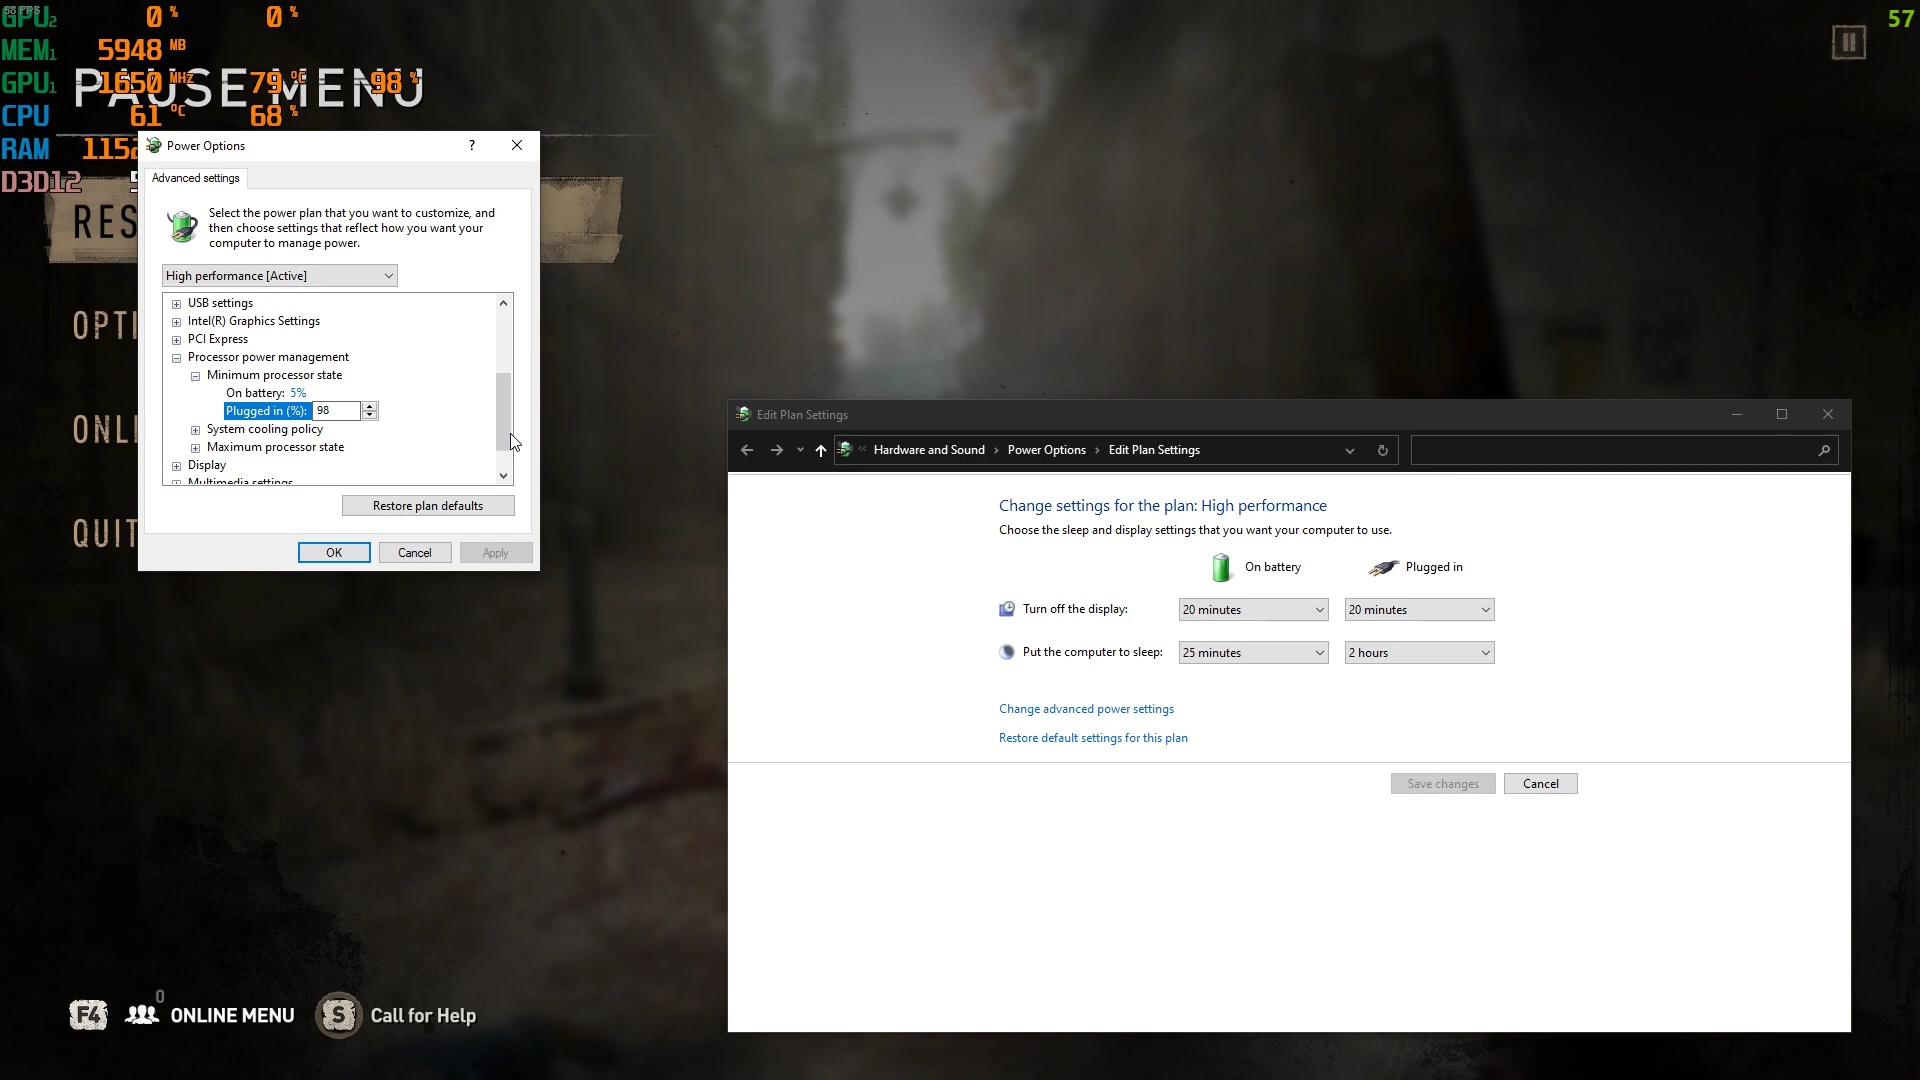 GPU2 0 % 0 %
57
MEM1 5948 MB
GPU1 1650 MHz 79 °C 98 %
PAUSE MENU
CPU 61 °C 68 %
RAM 1152
D3D12
Power Options
?
Advanced settings
Select the power plan that you want to customize, and
then choose settings that reflect how you want your
computer to manage power.
High performance [Active]
USB settings
Intel(R) Graphics Settings
PCI Express
Processor power management
Minimum processor state
On battery: 5%
Plugged in (%): 98
System cooling policy
Maximum processor state
Display
Multimedia settings
Restore plan defaults
OK Cancel Apply
RES
OPTI
ONLI
QUIT
Edit Plan Settings
« Hardware and Sound › Power Options › Edit Plan Settings
Change settings for the plan: High performance
Choose the sleep and display settings that you want your computer to use.
On battery Plugged in
Turn off the display: 20 minutes 20 minutes
Put the computer to sleep: 25 minutes 2 hours
Change advanced power settings
Restore default settings for this plan
Save changes Cancel
F4 0 ONLINE MENU S Call for Help